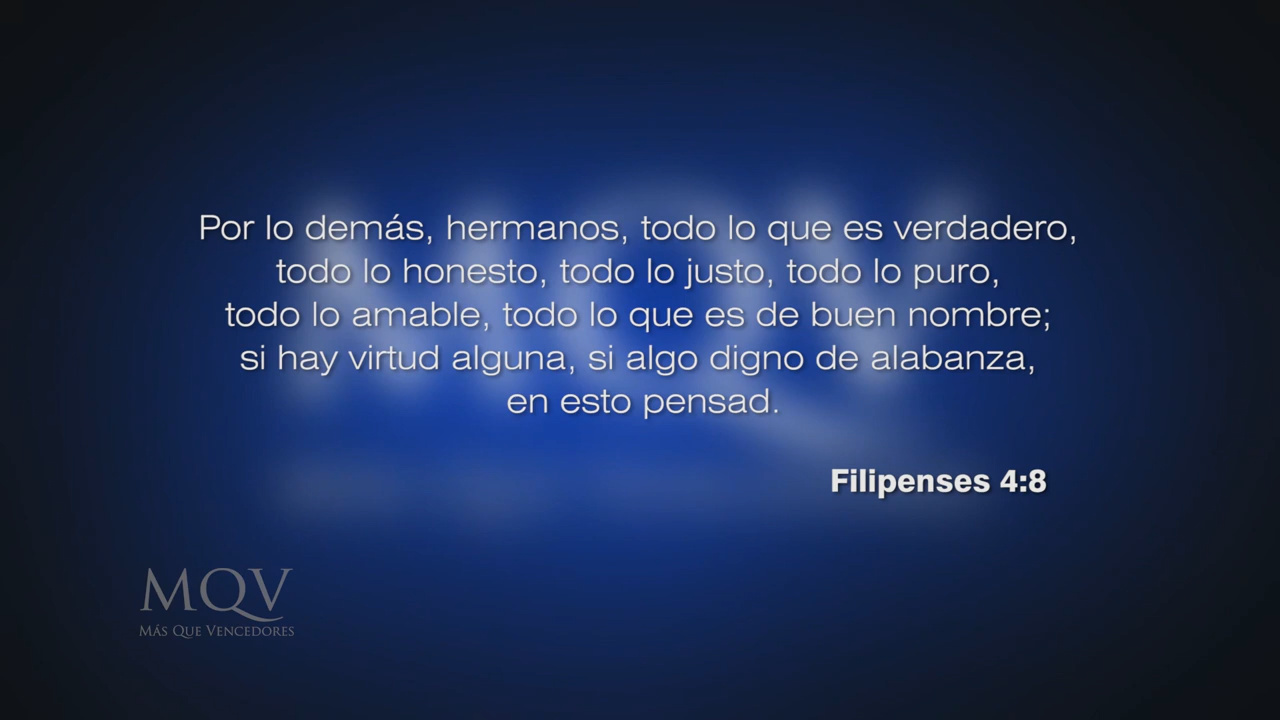 Por lo demás, hermanos, todo lo que es verdadero,
todo lo honesto, todo lo justo, todo lo puro,
todo lo amable, todo lo que es de buen nombre;
si hay virtud alguna, si algo digno de alabanza,
en esto pensad.
Filipenses 4:8
MQV
Más Que Vencedores